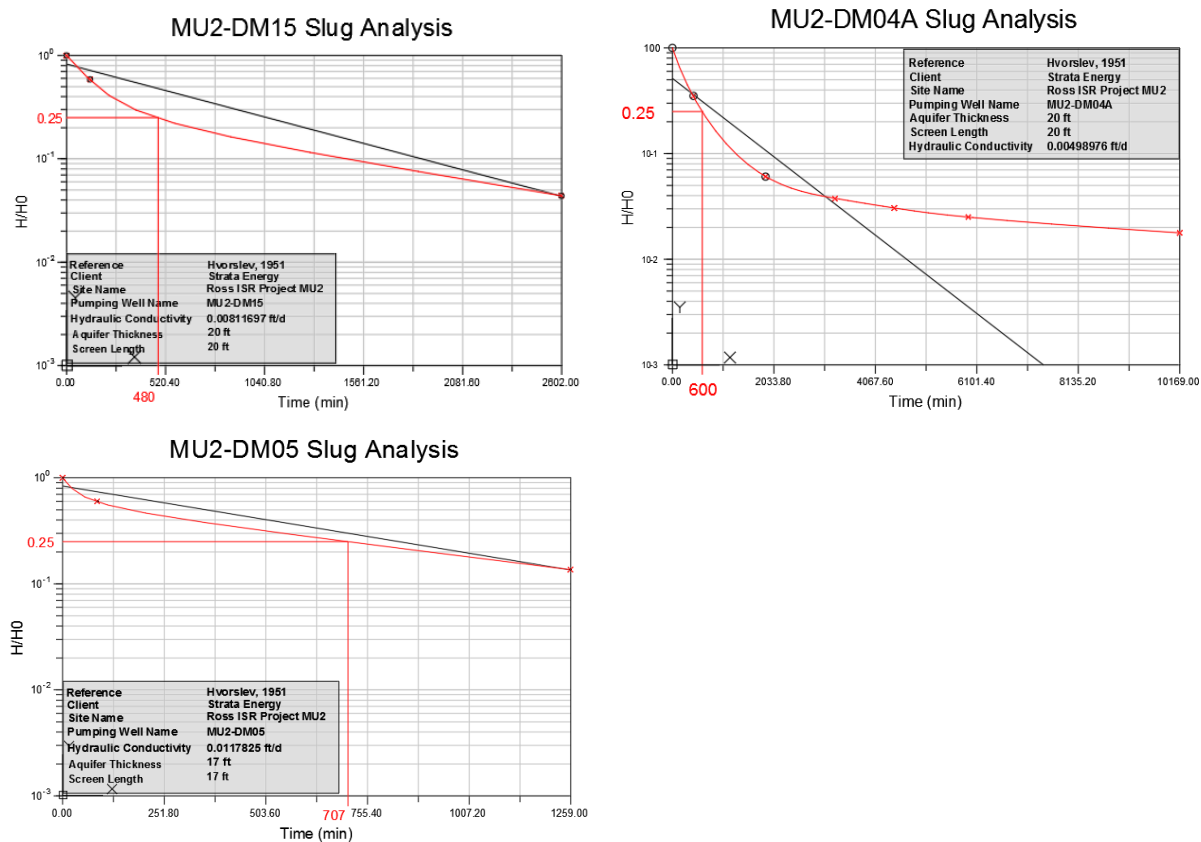 MU2-DM15 Slug Analysis
10^0
0.25
10^-1
10^-2
10^-3
H/H0
Reference Hvorslev, 1951
Client Strata Energy
Site Name Ross ISR Project MU2
Pumping Well Name MU2-DM15
Hydraulic Conductivity 0.00811697 ft/d
Aquifer Thickness 20 ft
Screen Length 20 ft
0.00 520.40 1040.80 1561.20 2081.60 2602.00
480
Time (min)
MU2-DM04A Slug Analysis
100
0.25
10-1
10-2
10-3
H/H0
Reference Hvorslev, 1951
Client Strata Energy
Site Name Ross ISR Project MU2
Pumping Well Name MU2-DM04A
Aquifer Thickness 20 ft
Screen Length 20 ft
Hydraulic Conductivity 0.00498976 ft/d
Y
X
0.00 2033.80 4067.60 6101.40 8135.20 10169.00
600
Time (min)
MU2-DM05 Slug Analysis
10^0
0.25
10^-1
10^-2
10^-3
H/H0
Reference Hvorslev, 1951
Client Strata Energy
Site Name Ross ISR Project MU2
Pumping Well Name MU2-DM05
Hydraulic Conductivity 0.0117825 ft/d
Aquifer Thickness 17 ft
Screen Length 17 ft
0.00 251.80 503.60 707 755.40 1007.20 1259.00
Time (min)